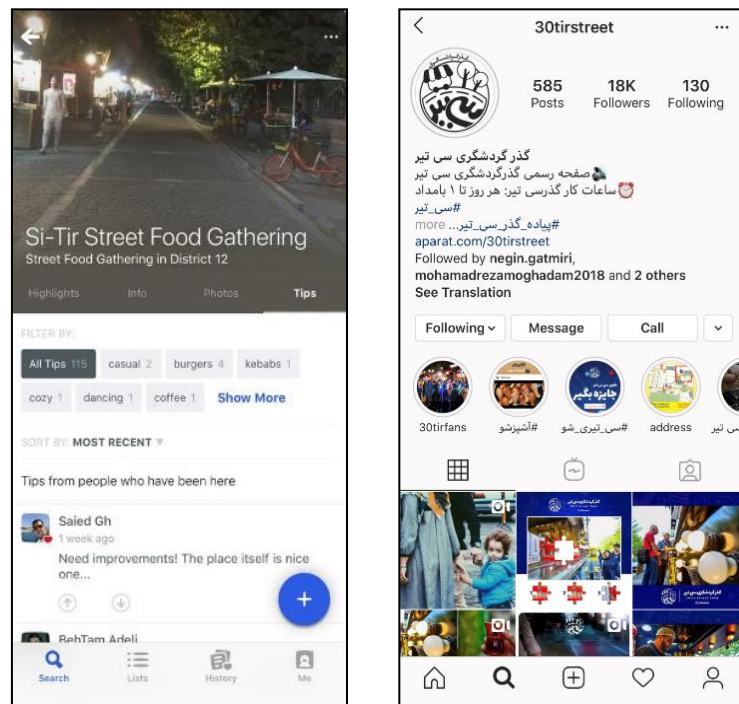 Si-Tir Street Food Gathering
Street Food Gathering in District 12
Highlights Info Photos Tips
FILTER BY:
All Tips 115 casual 2 burgers 4 kebabs 1
cozy 1 dancing 1 coffee 1 Show More
SORT BY: MOST RECENT
Tips from people who have been here
Saied Gh
1 week ago
Need improvements! The place itself is nice
one...
BehTam Adeli
Search Lists History Me
30tirstreet
585 18K 130
Posts Followers Following
گذر گردشگری سی تیر
صفحه رسمی گذرگردشگری سی تیر
ساعات کار گذرسی تیر: هر روز تا ۱ بامداد
#سی_تیر
#پیاده_گذر_سی_تیر... more
aparat.com/30tirstreet
Followed by negin.gatmiri,
mohamadrezamoghadam2018 and 2 others
See Translation
Following Message Call
جایزه بگیر
30tirfans #آشپزشو #سی_تیری_شو address سی تیر